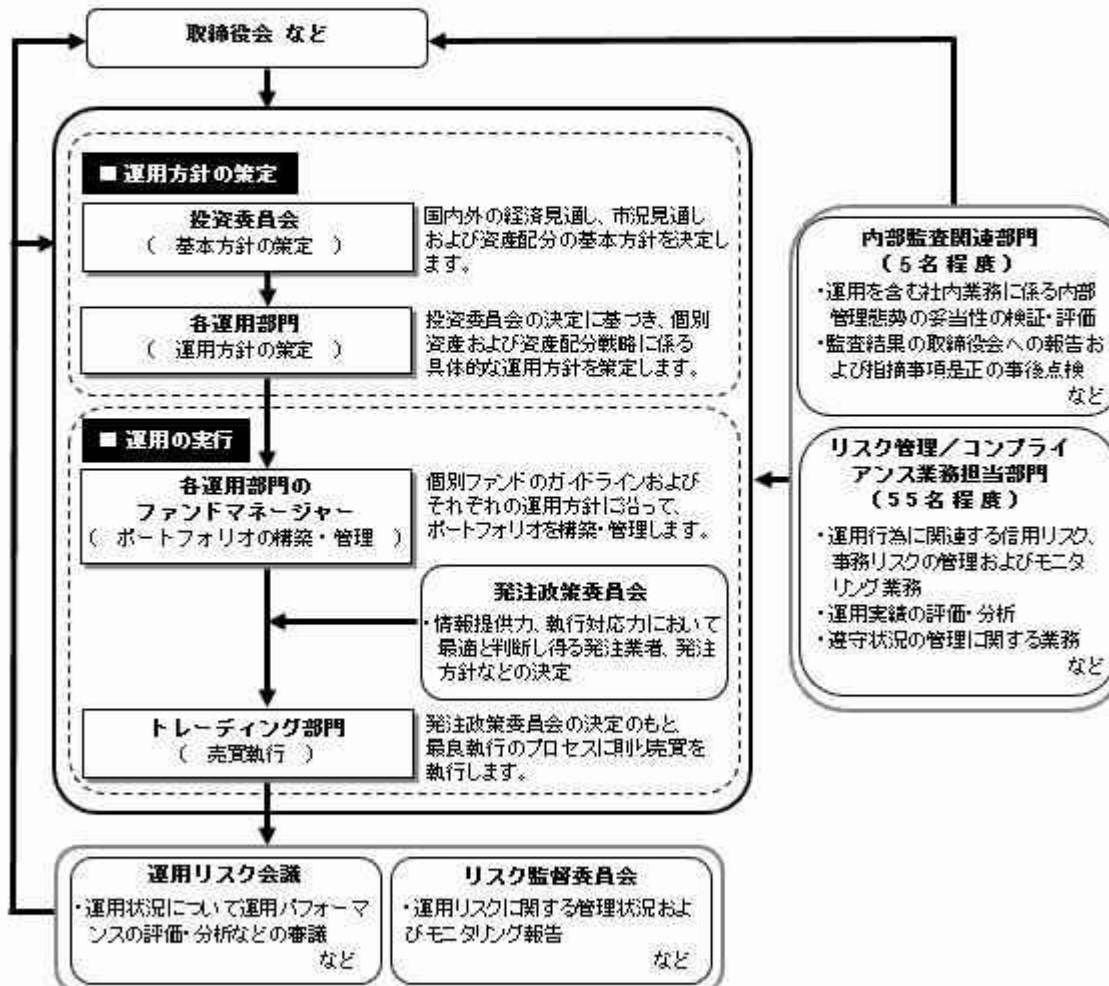 取締役会 など
■ 運用方針の策定
投資委員会
（ 基本方針の策定 ）
国内外の経済見通し、市況見通し
および資産配分の基本方針を決定し
ます。
各運用部門
（ 運用方針の策定 ）
投資委員会の決定に基づき、個別
資産および資産配分戦略に係る
具体的な運用方針を策定します。
■ 運用の実行
各運用部門の
ファンドマネージャー
（ ポートフォリオの構築・管理 ）
個別ファンドのガイドラインおよび
それぞれの運用方針に沿って、
ポートフォリオを構築・管理します。
発注政策委員会
・情報提供力、執行対応力において
最適と判断し得る発注業者、発注
方針などの決定
トレーディング部門
（ 売買執行 ）
発注政策委員会の決定のもと、
最良執行のプロセスに則り売買を
執行します。
内部監査関連部門
（５名程度）
・運用を含む社内業務に係る内部
管理態勢の妥当性の検証・評価
・監査結果の取締役会への報告お
よび指摘事項是正の事後点検
など
リスク管理／コンプライ
アンス業務担当部門
（５５名程度）
・運用行為に関連する信用リスク、
事務リスクの管理およびモニタ
リング業務
・運用実績の評価・分析
・遵守状況の管理に関する業務
など
運用リスク会議
・運用状況について運用パフォーマ
ンスの評価・分析などの審議
など
リスク監督委員会
・運用リスクに関する管理状況およ
びモニタリング報告
など